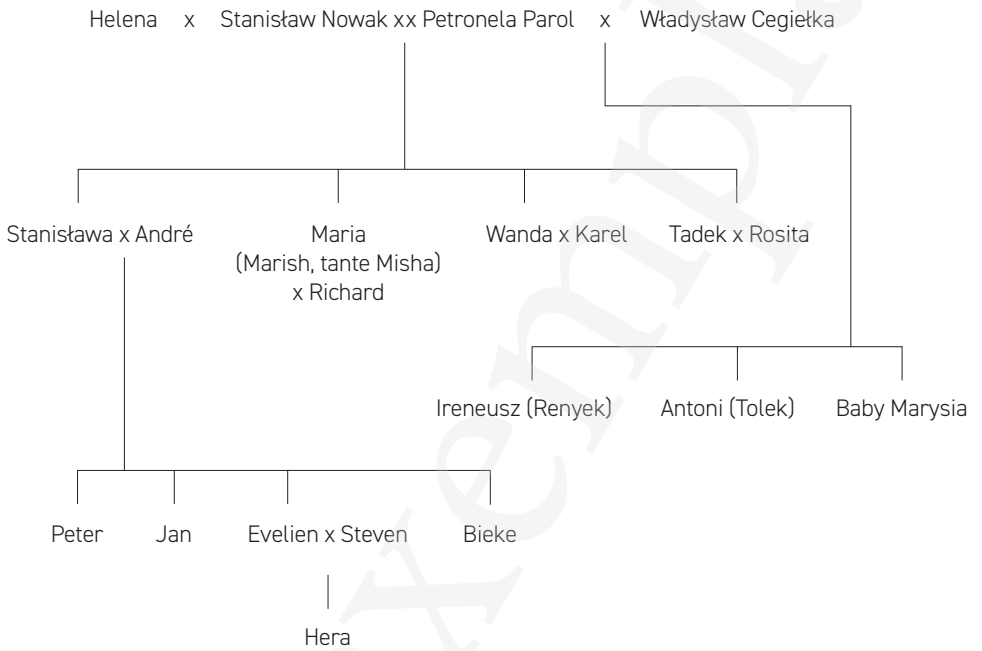 Helena x Stanisław Nowak xx Petronela Parol x Władysław Cegiełka
Stanisława x André
Maria
(Marish, tante Misha)
x Richard
Wanda x Karel
Tadek x Rosita
Ireneusz (Renyek)
Antoni (Tolek)
Baby Marysia
Peter
Jan
Evelien x Steven
Bieke
Hera